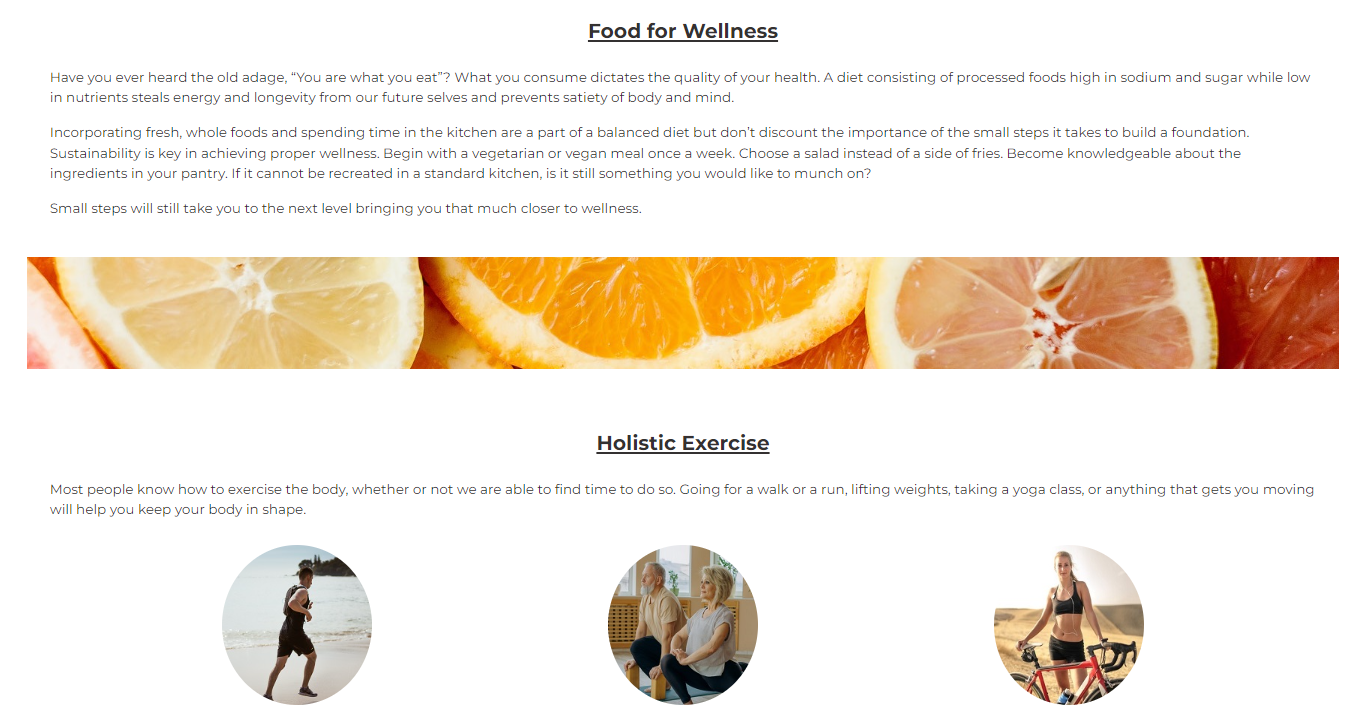 Food for Wellness
Have you ever heard the old adage, “You are what you eat”? What you consume dictates the quality of your health. A diet consisting of processed foods high in sodium and sugar while low
in nutrients steals energy and longevity from our future selves and prevents satiety of body and mind.
Incorporating fresh, whole foods and spending time in the kitchen are a part of a balanced diet but don’t discount the importance of the small steps it takes to build a foundation.
Sustainability is key in achieving proper wellness. Begin with a vegetarian or vegan meal once a week. Choose a salad instead of a side of fries. Become knowledgeable about the
ingredients in your pantry. If it cannot be recreated in a standard kitchen, is it still something you would like to munch on?
Small steps will still take you to the next level bringing you that much closer to wellness.
Holistic Exercise
Most people know how to exercise the body, whether or not we are able to find time to do so. Going for a walk or a run, lifting weights, taking a yoga class, or anything that gets you moving
will help you keep your body in shape.